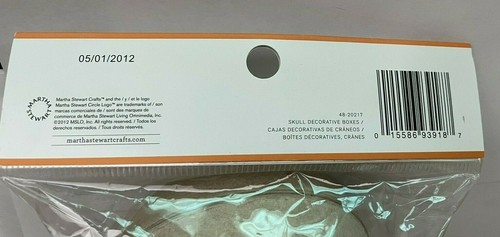 05/01/2012
MARTHA STEWART
Martha Stewart Crafts™ and the / y / et le logo
Martha Stewart Circle Logo™ are trademarks of / son
marcas comerciales de / sont des marques de
commerce de Martha Stewart Living Omnimedia, Inc.
©2012 MSLO, Inc. All rights reserved. / Todos los
derechos reservados. / Tous droits réservés.
marthastewartcrafts.com
48-20317
SKULL DECORATIVE BOXES /
CAJAS DECORATIVAS DE CRÁNEOS /
BOÎTES DÉCORATIVES, CRÂNES
0 15586 93918 7